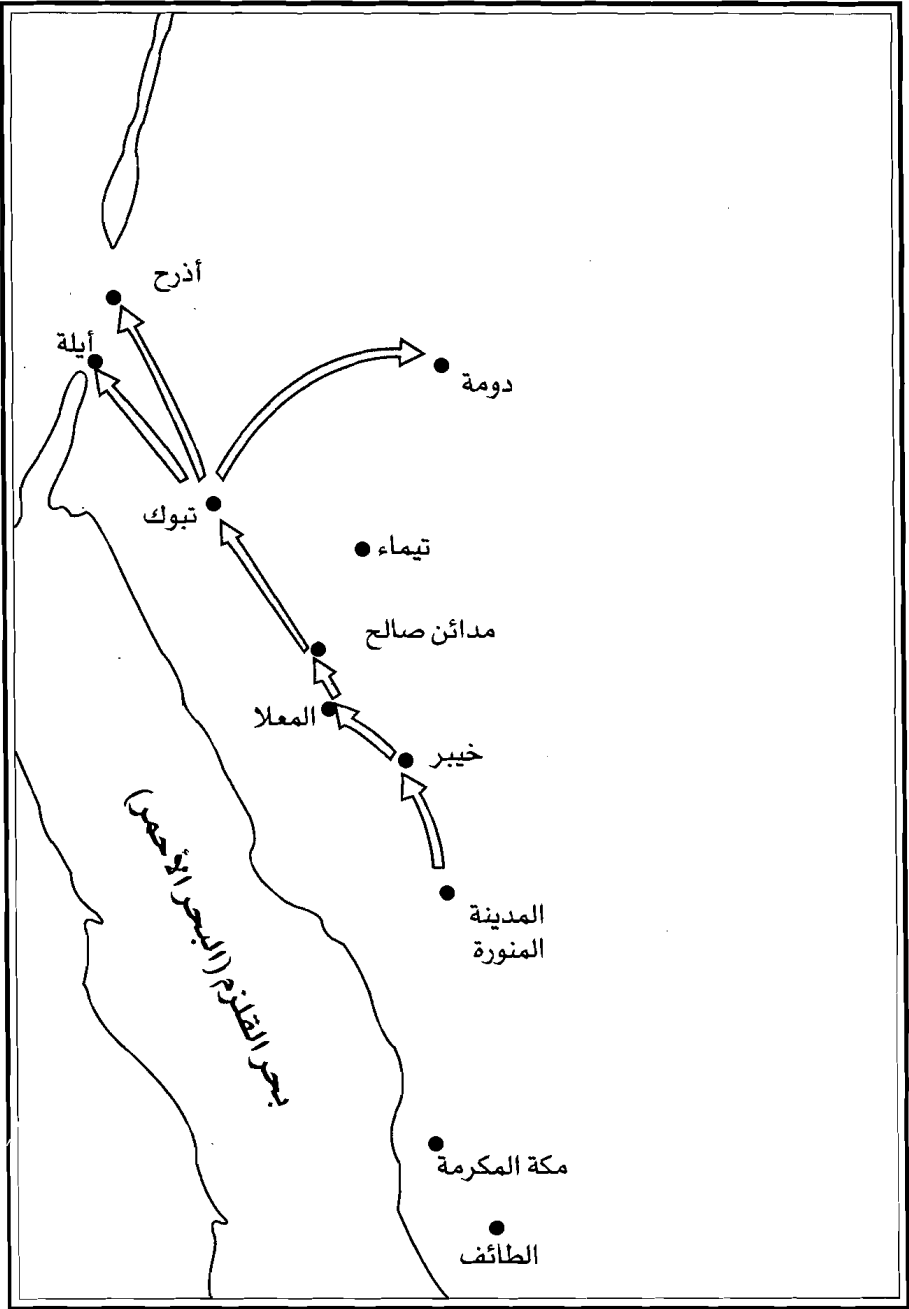 أذرح
أيلة
دومة
تبوك
تيماء
مدائن صالح
المعلا
خيبر
بحر القلزم (البحر الأحمر)
المدينة
المنورة
مكة المكرمة
الطائف